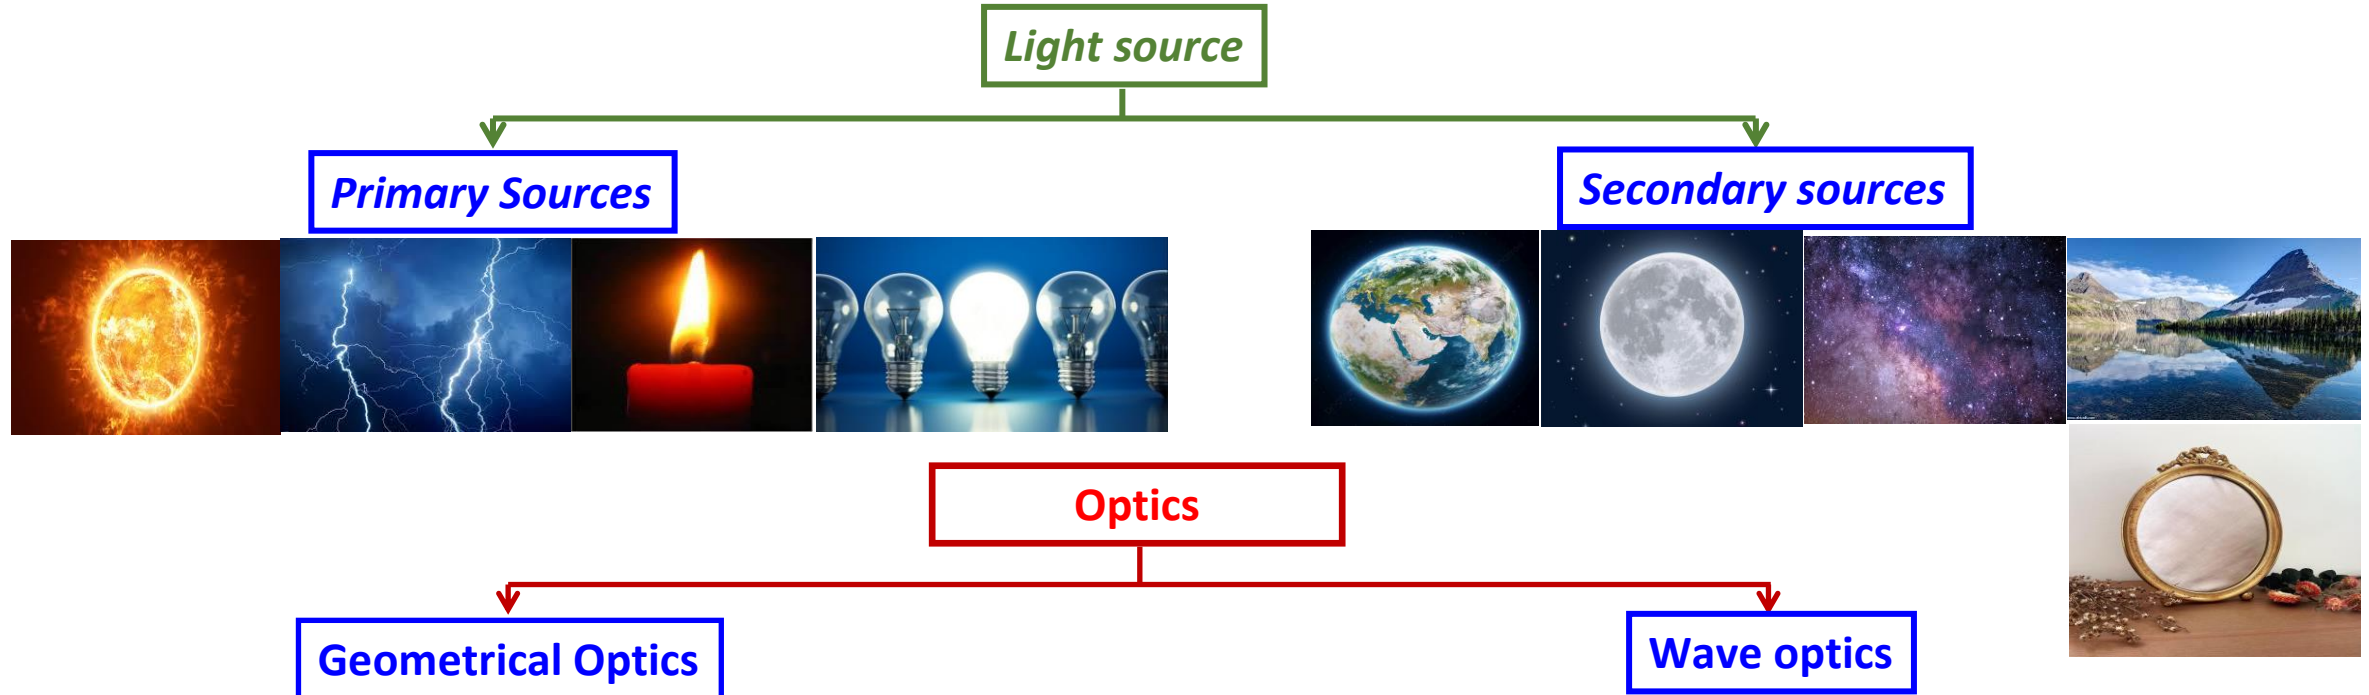 Light source
Primary Sources
Secondary sources
Optics
Geometrical Optics
Wave optics